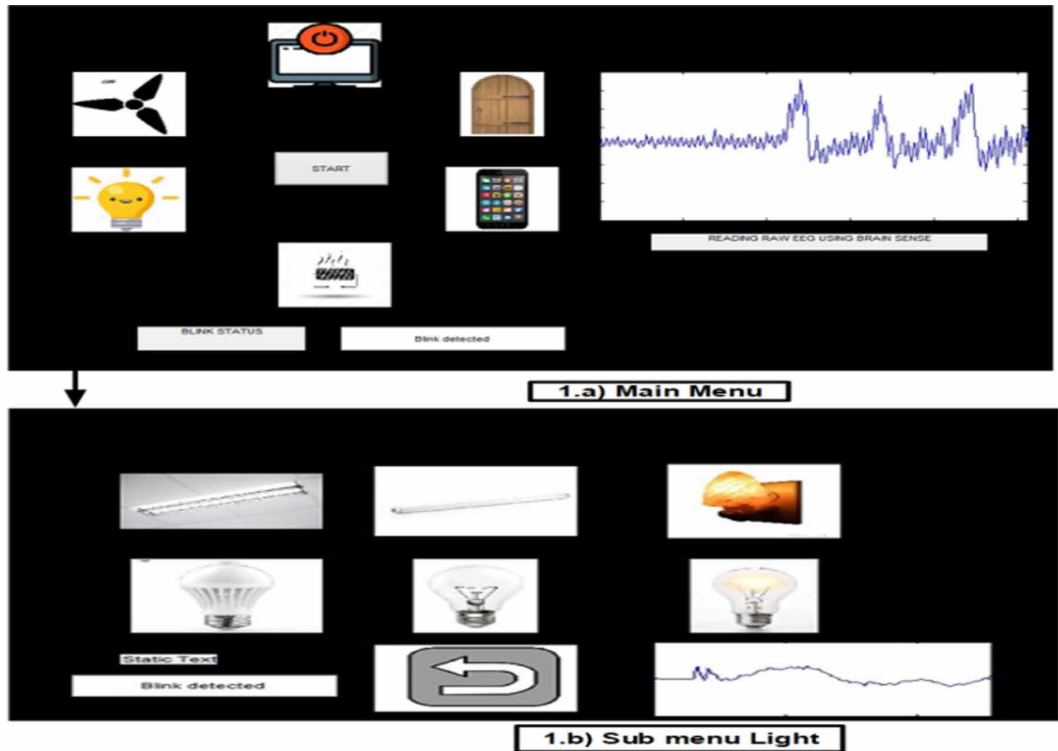 START
READING RAW EEG USING BRAIN SENSE
BLINK STATUS
Blink detected
1.a) Main Menu
Static Text
Blink detected
1.b) Sub menu Light